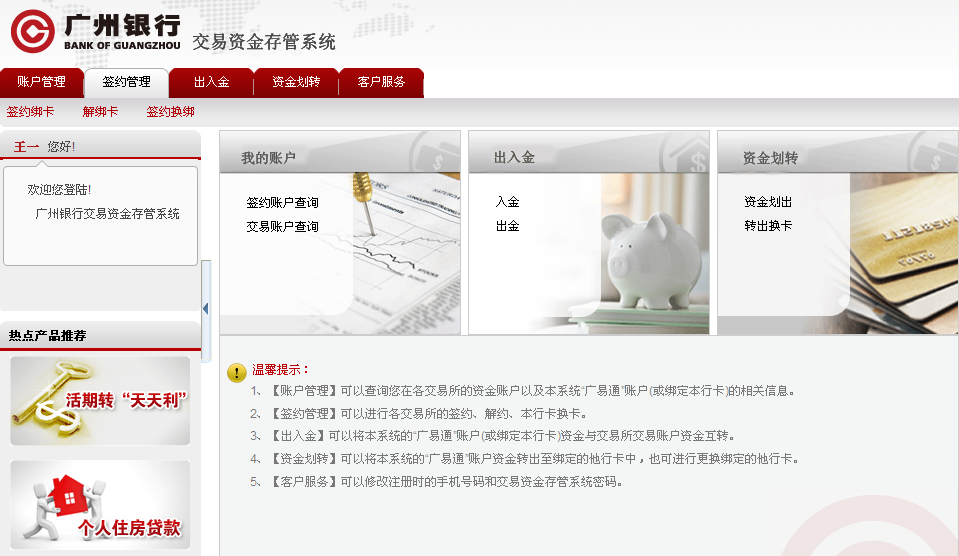 广州银行
BANK OF GUANGZHOU
交易资金存管系统
账户管理 签约管理 出入金 资金划转 客户服务
签约绑卡 解绑卡 签约换绑
王一 您好!
欢迎您登陆!
广州银行交易资金存管系统
热点产品推荐
活期转“天天利”
个人住房贷款
我的账户
签约账户查询
交易账户查询
出入金
入金
出金
资金划转
资金划出
转出换卡
温馨提示：
1、【账户管理】可以查询您在各交易所的资金账户以及本系统“广易通”账户(或绑定本行卡)的相关信息。
2、【签约管理】可以进行各交易所的签约、解约、本行卡换卡。
3、【出入金】可以将本系统的“广易通”账户(或绑定本行卡)资金与交易所交易账户资金互转。
4、【资金划转】可以将本系统的“广易通”账户资金转出至绑定的他行卡中，也可进行更换绑定的他行卡。
5、【客户服务】可以修改注册时的手机号码和交易资金存管系统密码。